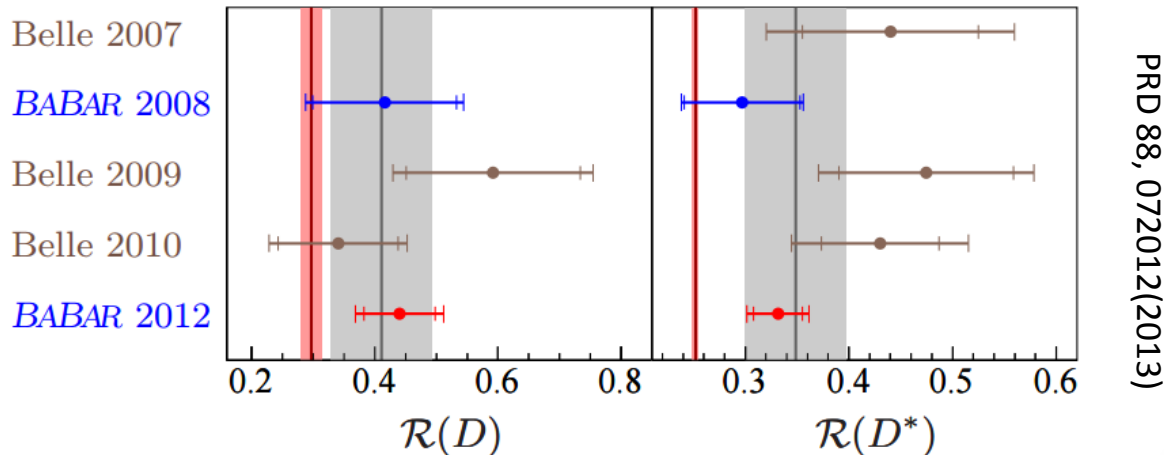 Belle 2007
BABAR 2008
Belle 2009
Belle 2010
BABAR 2012
0.2 0.4 0.6 0.8 0.3 0.4 0.5 0.6
R(D) R(D*)
PRD 88, 072012(2013)